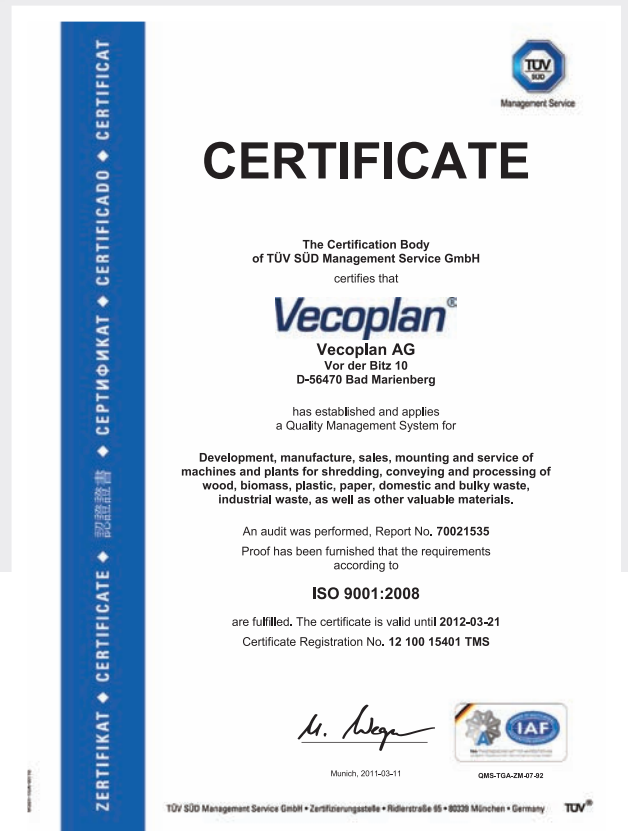 TÜV
SÜD
Management Service
ZERTIFIKAT ◆ CERTIFICATE ◆ 認證證書 ◆ СЕРТИФИКАТ ◆ CERTIFICADO ◆ CERTIFICAT
CERTIFICATE
The Certification Body
of TÜV SÜD Management Service GmbH
certifies that
Vecoplan®
Vecoplan AG
Vor der Bitz 10
D-56470 Bad Marienberg
has established and applies
a Quality Management System for
Development, manufacture, sales, mounting and service of
machines and plants for shredding, conveying and processing of
wood, biomass, plastic, paper, domestic and bulky waste,
industrial waste, as well as other valuable materials.
An audit was performed, Report No. 70021535
Proof has been furnished that the requirements
according to
ISO 9001:2008
are fulfilled. The certificate is valid until 2012-03-21
Certificate Registration No. 12 100 15401 TMS
Munich, 2011-03-11
IAF
QMS-TGA-ZM-07-92
TÜV SÜD Management Service GmbH • Zertifizierungsstelle • Ridlerstraße 65 • 80339 München • Germany
TÜV®